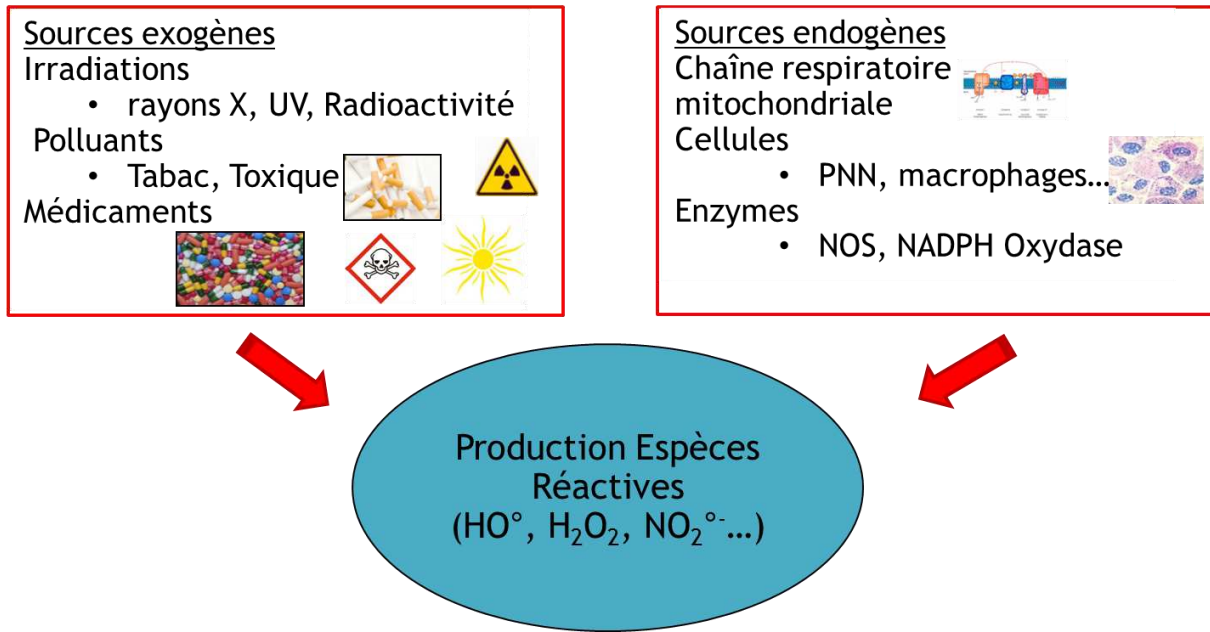 Sources exogènes
Irradiations
• rayons X, UV, Radioactivité
Polluants
• Tabac, Toxique
Médicaments
Sources endogènes
Chaîne respiratoire
mitochondriale
Cellules
• PNN, macrophages...
Enzymes
• NOS, NADPH Oxydase
Production Espèces
Réactives
(HO°, H₂O₂, NO₂°⁻...)